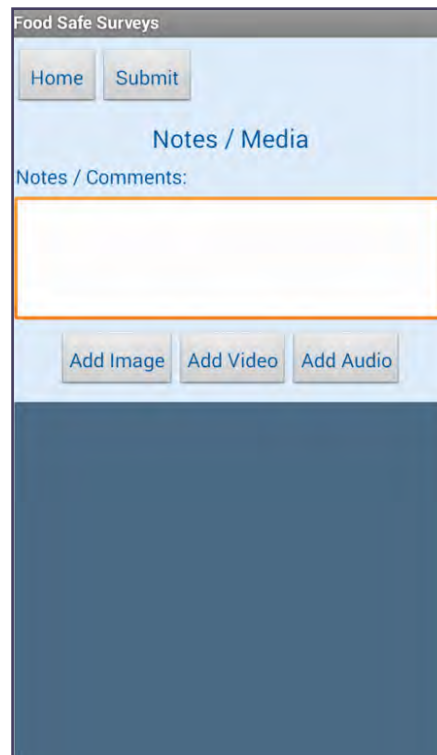 Food Safe Surveys
Home Submit
Notes / Media
Notes / Comments:
Add Image Add Video Add Audio